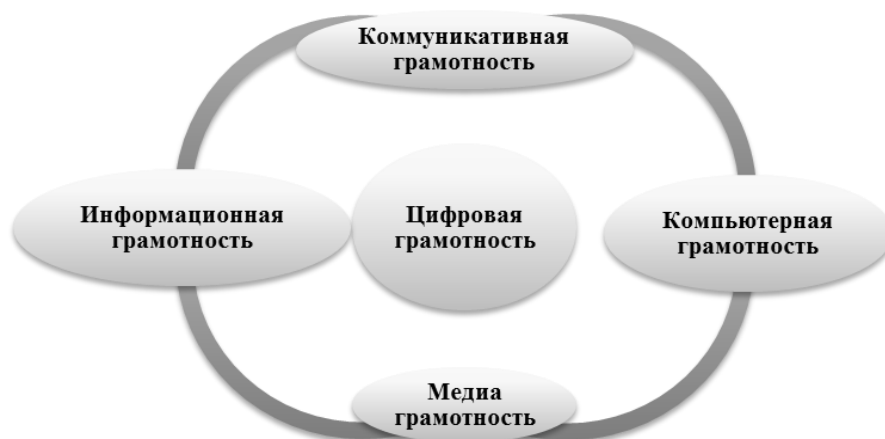 Коммуникативная
грамотность
Информационная
грамотность
Цифровая
грамотность
Компьютерная
грамотность
Медиа
грамотность